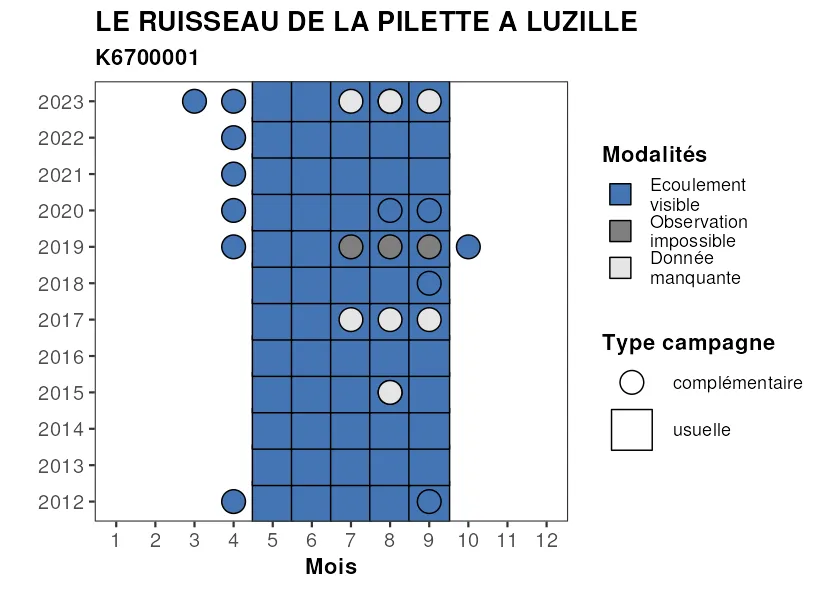 LE RUISSEAU DE LA PILETTE A LUZILLE
K6700001
2023
2022
2021
2020
2019
2018
2017
2016
2015
2014
2013
2012
1 2 3 4 5 6 7 8 9 10 11 12
Mois
Modalités
Ecoulement
visible
Observation
impossible
Donnée
manquante
Type campagne
complémentaire
usuelle